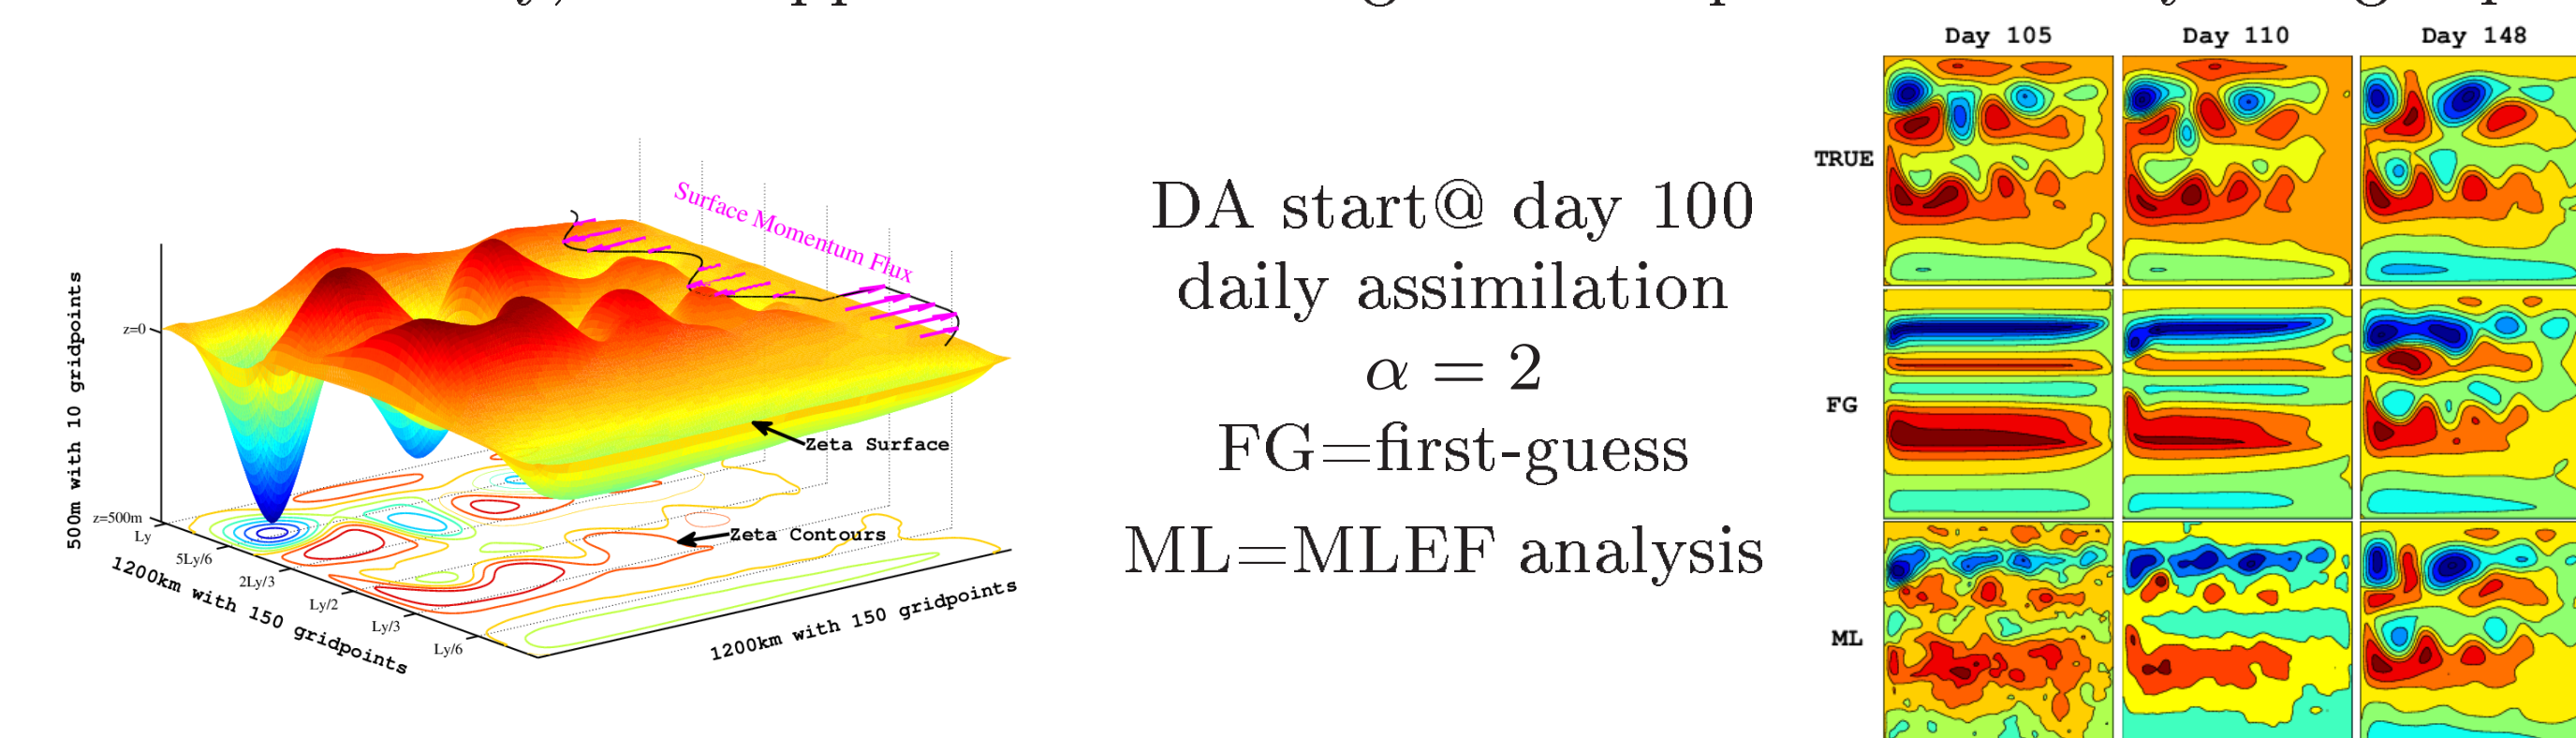 Surface Momentum Flux
500m with 10 gridpoints
z=0
z=500m
Ly
5Ly/6
2Ly/3
Ly/2
Ly/3
Ly/6
1200km with 150 gridpoints
1200km with 150 gridpoints
Zeta Surface
Zeta Contours
DA start@ day 100
daily assimilation
α = 2
FG=first-guess
ML=MLEF analysis
Day 105 Day 110 Day 148
TRUE
FG
ML